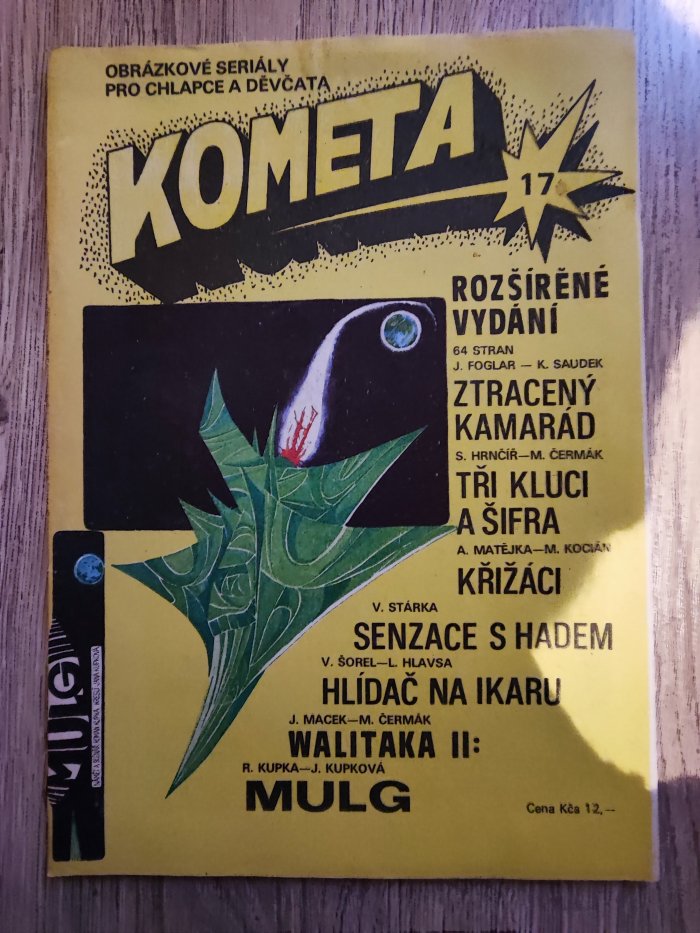 OBRÁZKOVÉ SERIÁLY
PRO CHLAPCE A DĚVČATA
KOMETA
17
ROZŠÍRĚNÉ
VYDÁNÍ
64 STRAN
J. FOGLAR — K. SAUDEK
ZTRACENÝ
KAMARÁD
S. HRNČÍŘ—M. ČERMÁK
TŘI KLUCI
A ŠIFRA
A. MATĚJKA—M. KOCIÁN
KŘIŽÁCI
V. STÁRKA
SENZACE S HADEM
V. ŠOREL—L. HLAVSA
HLÍDAČ NA IKARU
J. MACEK—M. ČERMÁK
WALITAKA II:
R. KUPKA—J. KUPKOVÁ
MULG
Cena Kčs 12,—
MULG